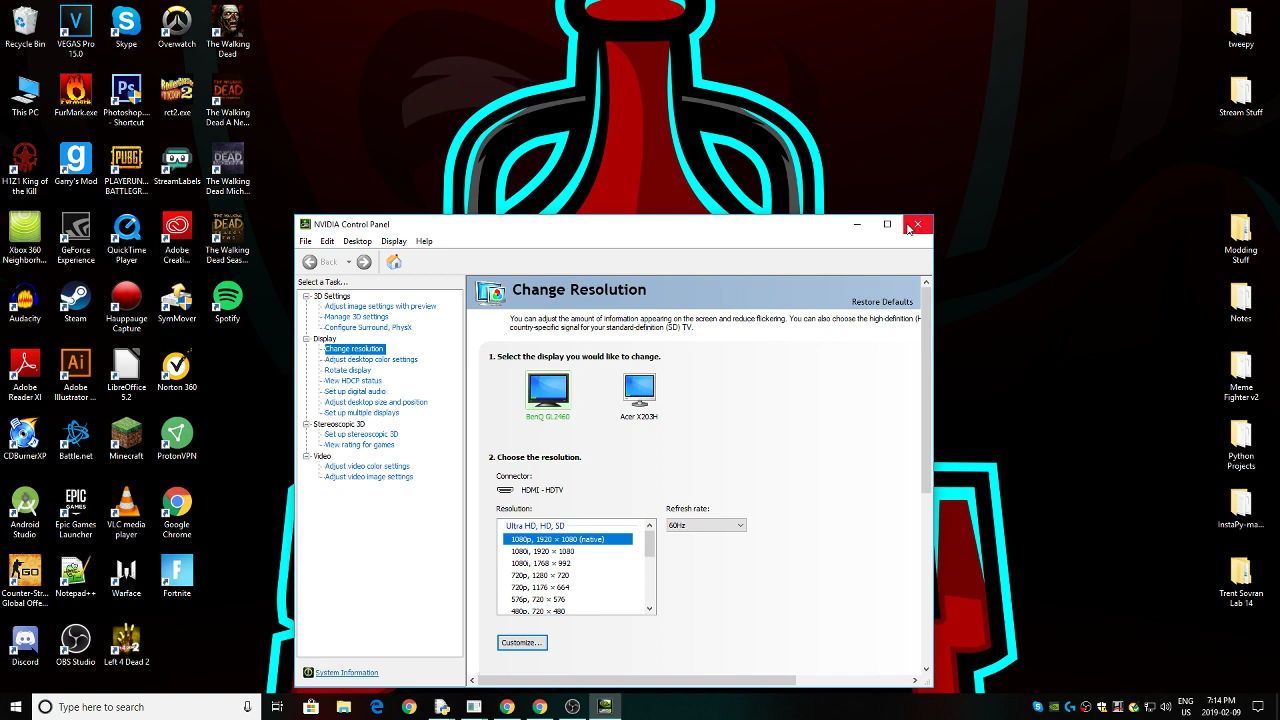 Recycle Bin
VEGAS Pro
15.0
Skype
Overwatch
The Walking
Dead
This PC
FurMark.exe
Photoshop....
- Shortcut
rct2.exe
The Walking
Dead A Ne...
H1Z1 King of
the Kill
Garry's Mod
PLAYERUN...
BATTLEGR...
StreamLabels
The Walking
Dead Mich...
Xbox 360
Neighborho...
GeForce
Experience
QuickTime
Player
Adobe
Creati...
The Walking
Dead Seas...
Audacity
Steam
Hauppauge
Capture
SymMover
Spotify
Adobe
Reader XI
Adobe
Illustrator ...
LibreOffice
5.2
Norton 360
CDBurnerXP
Battle.net
Minecraft
ProtonVPN
Android
Studio
Epic Games
Launcher
VLC media
player
Google
Chrome
Counter-Str...
Global Offe...
Notepad++
Warface
Fortnite
Discord
OBS Studio
Left 4 Dead 2
tweepy
Stream Stuff
Modding
Stuff
Notes
Meme
Fighter v2
Python
Projects
InstaPy-ma...
Trent Sovran
Lab 14
NVIDIA Control Panel
File Edit Desktop Display Help
Back
Select a Task...
3D Settings
Adjust image settings with preview
Manage 3D settings
Configure Surround, PhysX
Display
Change resolution
Adjust desktop color settings
Rotate display
View HDCP status
Set up digital audio
Adjust desktop size and position
Set up multiple displays
Stereoscopic 3D
Set up stereoscopic 3D
View rating for games
Video
Adjust video color settings
Adjust video image settings
System Information
Change Resolution
Restore Defaults
You can adjust the amount of information appearing on the screen and reduce flickering. You can also choose the high-definition (H
country-specific signal for your standard-definition (SD) TV.
1. Select the display you would like to change.
BenQ GL2460
Acer X203H
2. Choose the resolution.
Connector:
HDMI - HDTV
Resolution:
Refresh rate:
Ultra HD, HD, SD
60Hz
1080p, 1920 × 1080 (native)
1080i, 1920 × 1080
1080i, 1768 × 992
720p, 1280 × 720
720p, 1176 × 664
576p, 720 × 576
480p, 720 × 480
Customize...
Type here to search
ENG
US
7:14 PM
2019-02-09